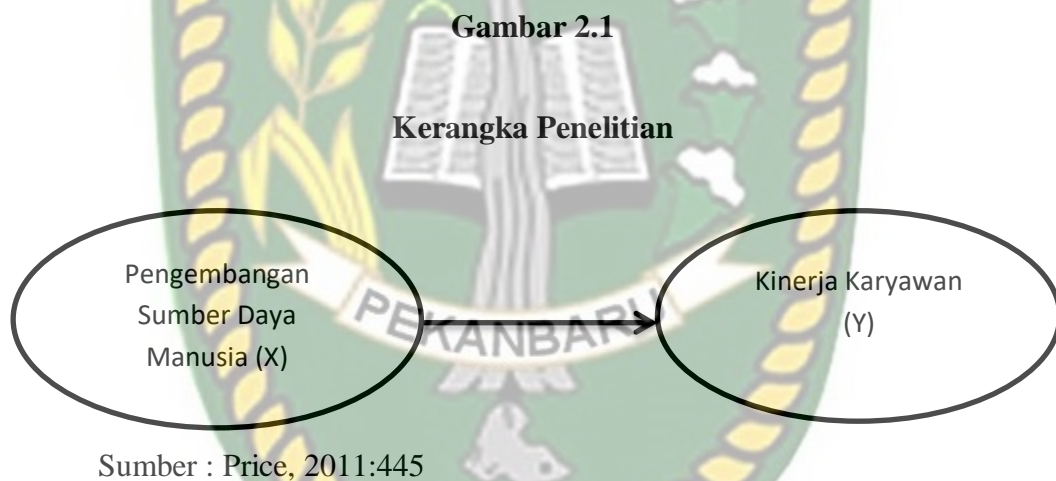 Gambar 2.1
Kerangka Penelitian
Pengembangan
Sumber Daya
Manusia (X)
Kinerja Karyawan
(Y)
PEKANBARU
Sumber : Price, 2011:445